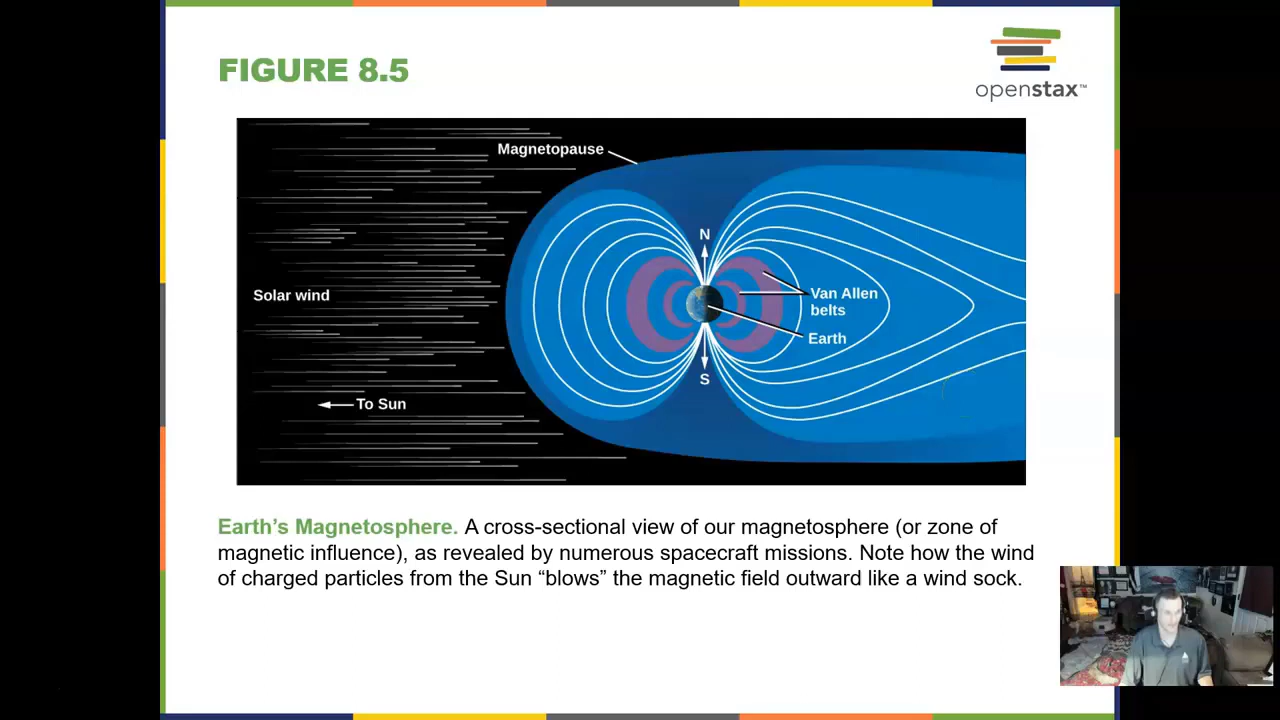 FIGURE 8.5
openstax™
Magnetopause
N
Solar wind
Van Allen
belts
Earth
S
To Sun
Earth’s Magnetosphere. A cross-sectional view of our magnetosphere (or zone of
magnetic influence), as revealed by numerous spacecraft missions. Note how the wind
of charged particles from the Sun “blows” the magnetic field outward like a wind sock.